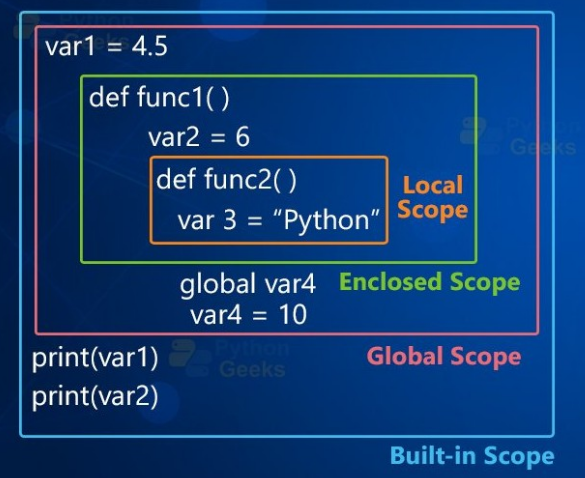 Python
Geeks
var1 = 4.5
def func1( )
var2 = 6
Python
Geeks
def func2( )
Local
Scope
var 3 = “Python”
global var4
Enclosed Scope
var4 = 10
print(var1)
Python
Geeks
Global Scope
print(var2)
Built-in Scope